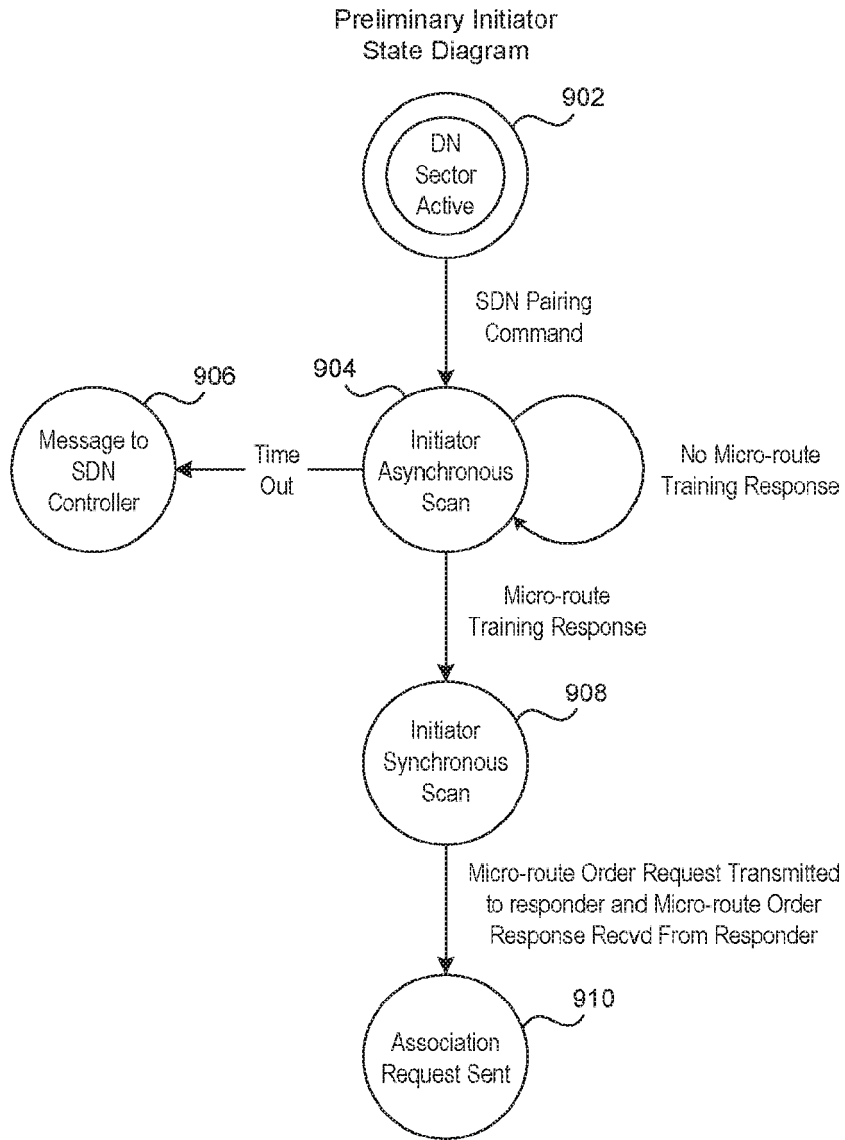 Preliminary Initiator
State Diagram
902
DN
Sector
Active
SDN Pairing
Command
906
904
Message to
SDN
Controller
Time
Out
Initiator
Asynchronous
Scan
No Micro-route
Training Response
Micro-route
Training Response
908
Initiator
Synchronous
Scan
Micro-route Order Request Transmitted
to responder and Micro-route Order
Response Recvd From Responder
910
Association
Request Sent